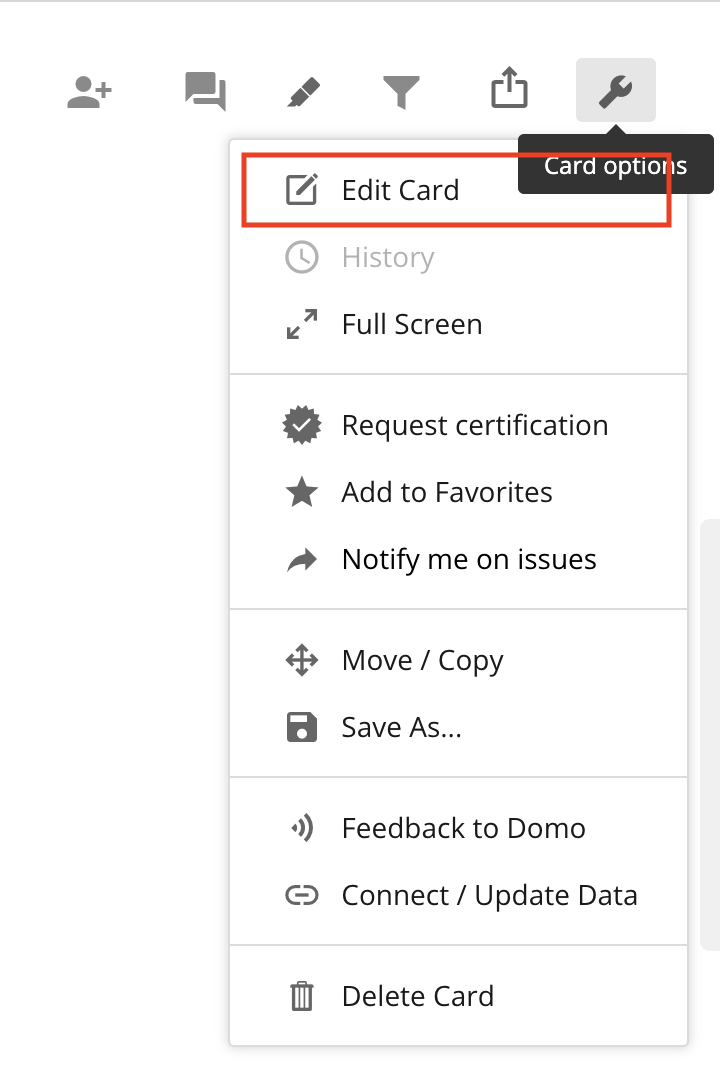 Card options
Edit Card
History
Full Screen
Request certification
Add to Favorites
Notify me on issues
Move / Copy
Save As...
Feedback to Domo
Connect / Update Data
Delete Card